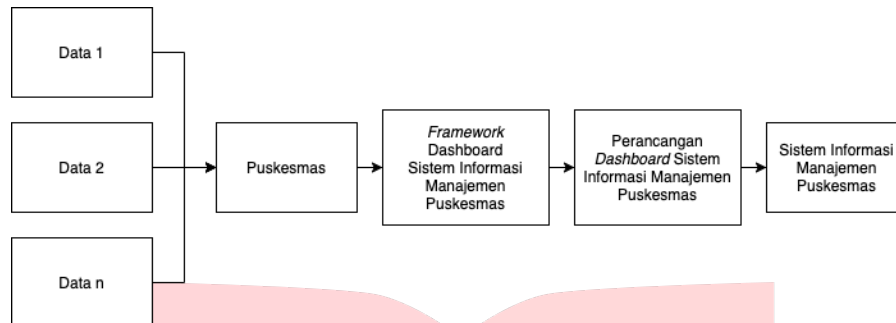 Data 1
Data 2
Data n
Puskesmas
Framework
Dashboard
Sistem Informasi
Manajemen
Puskesmas
Perancangan
Dashboard Sistem
Informasi Manajemen
Puskesmas
Sistem Informasi
Manajemen
Puskesmas